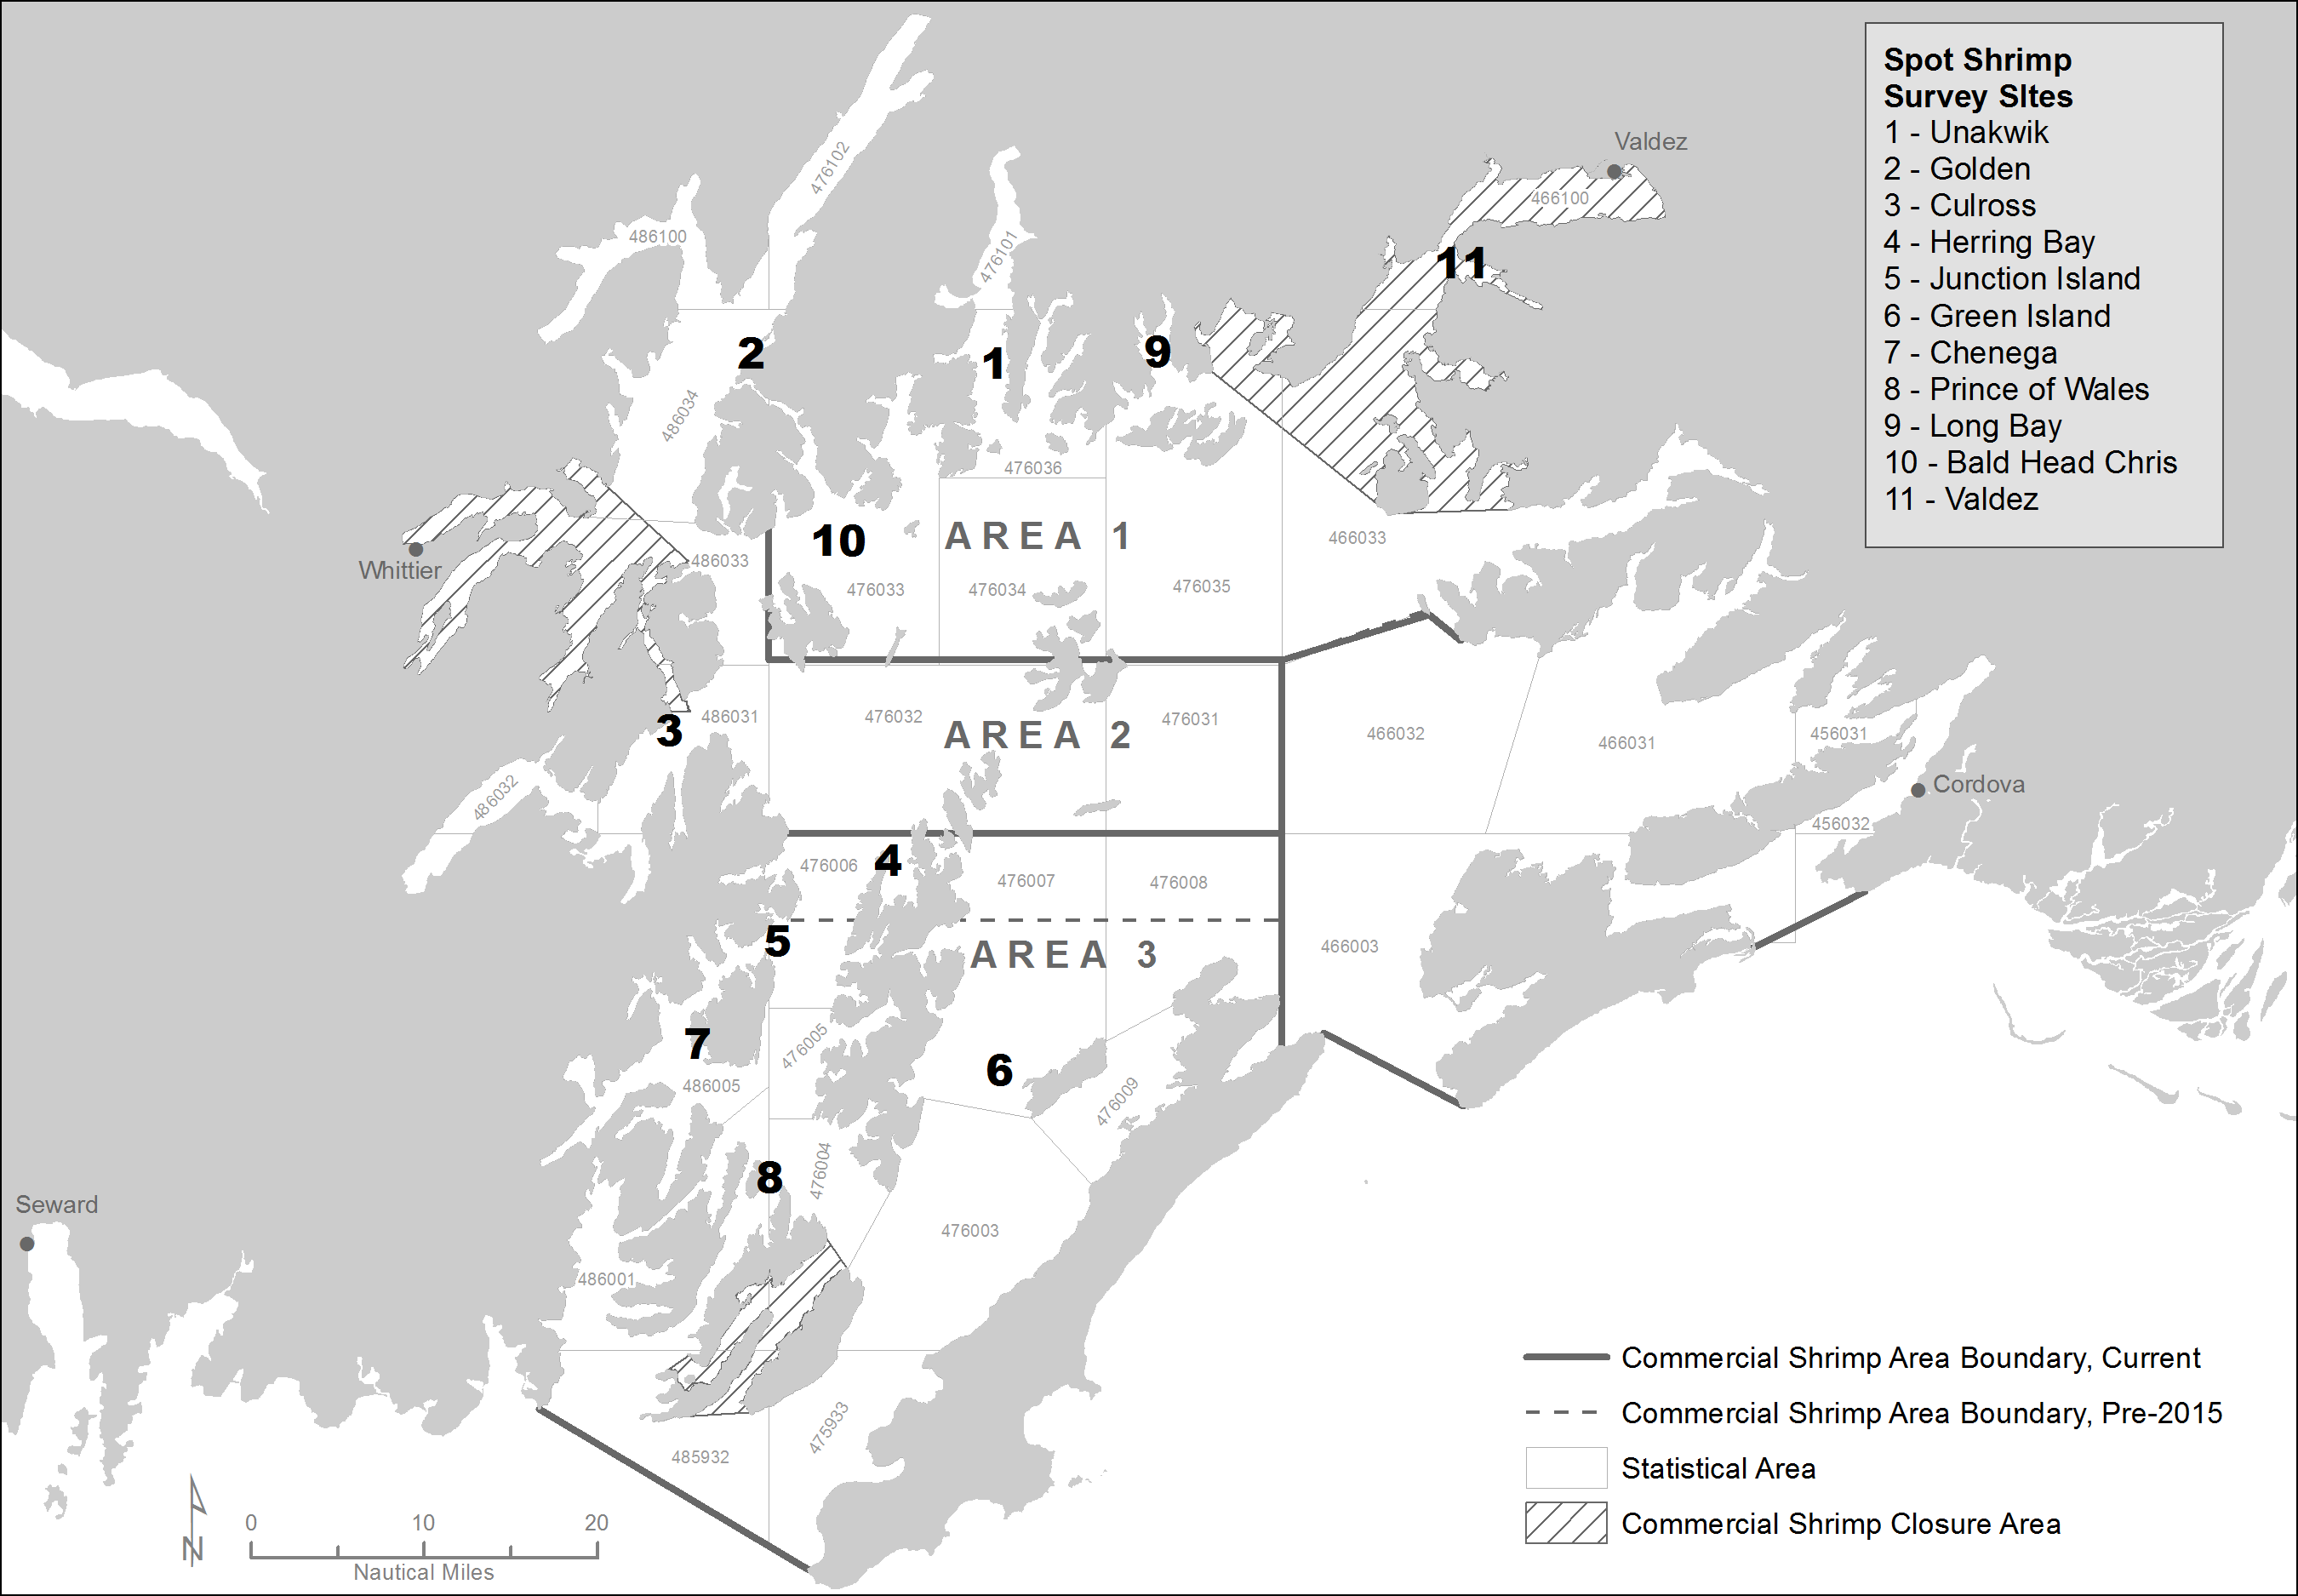 Spot Shrimp
Survey SItes
1 - Unakwik
2 - Golden
3 - Culross
4 - Herring Bay
5 - Junction Island
6 - Green Island
7 - Chenega
8 - Prince of Wales
9 - Long Bay
10 - Bald Head Chris
11 - Valdez
Valdez
476102
466100
486100
476101
11
2
1
9
486034
476036
10
AREA 1
466033
Whittier
486033
476033
476034
476035
3
486031
476032
AREA 2
476031
466032
466031
456031
486032
Cordova
456032
476006
4
476007
476008
5
AREA 3
466003
7
476005
6
486005
476009
8
476004
Seward
476003
486001
475933
485932
0 10 20
Nautical Miles
N
Commercial Shrimp Area Boundary, Current
Commercial Shrimp Area Boundary, Pre-2015
Statistical Area
Commercial Shrimp Closure Area